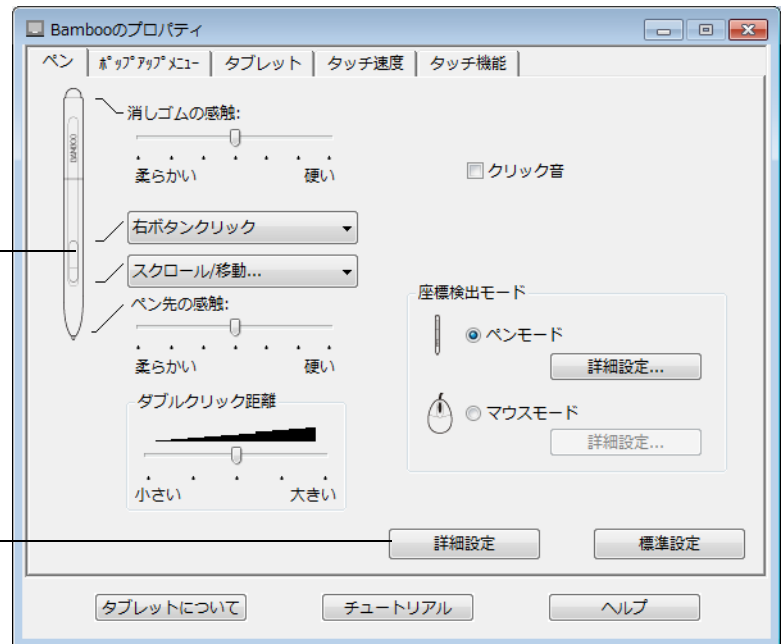 Bambooのプロパティ
ペン
ﾎﾟｯﾌﾟｱｯﾌﾟﾒﾆｭｰ
タブレット
タッチ速度
タッチ機能
消しゴムの感触:
柔らかい
硬い
クリック音
BAMBOO
右ボタンクリック
スクロール/移動...
ペン先の感触:
柔らかい
硬い
座標検出モード
ペンモード
詳細設定...
マウスモード
詳細設定...
ダブルクリック距離
小さい
大きい
詳細設定
標準設定
タブレットについて
チュートリアル
ヘルプ